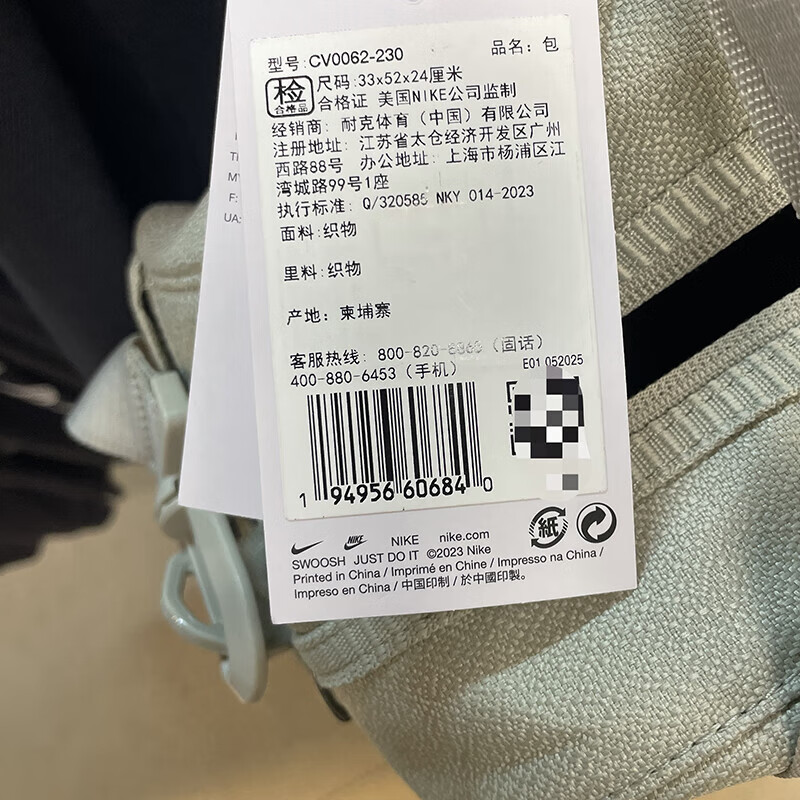 型号: CV0062-230
品名: 包
检
合格品
尺码: 33x52x24厘米
合格证 美国NIKE公司监制
经销商: 耐克体育（中国）有限公司
注册地址: 江苏省太仓经济开发区广州
西路88号 办公地址: 上海市杨浦区江
湾城路99号1座
执行标准: Q/320585 NKY 014-2023
面料: 织物
里料: 织物
产地: 柬埔寨
客服热线: 800-820-8865（固话）
400-880-6453（手机）
E01 052025
1 94956 60684 0
NIKE
NIKE nike.com
SWOOSH JUST DO IT ©2023 Nike
Printed in China / Imprimé en Chine / Impresso na China /
Impreso en China / 中国印制 / 於中國印製。
紙
F:
UA: